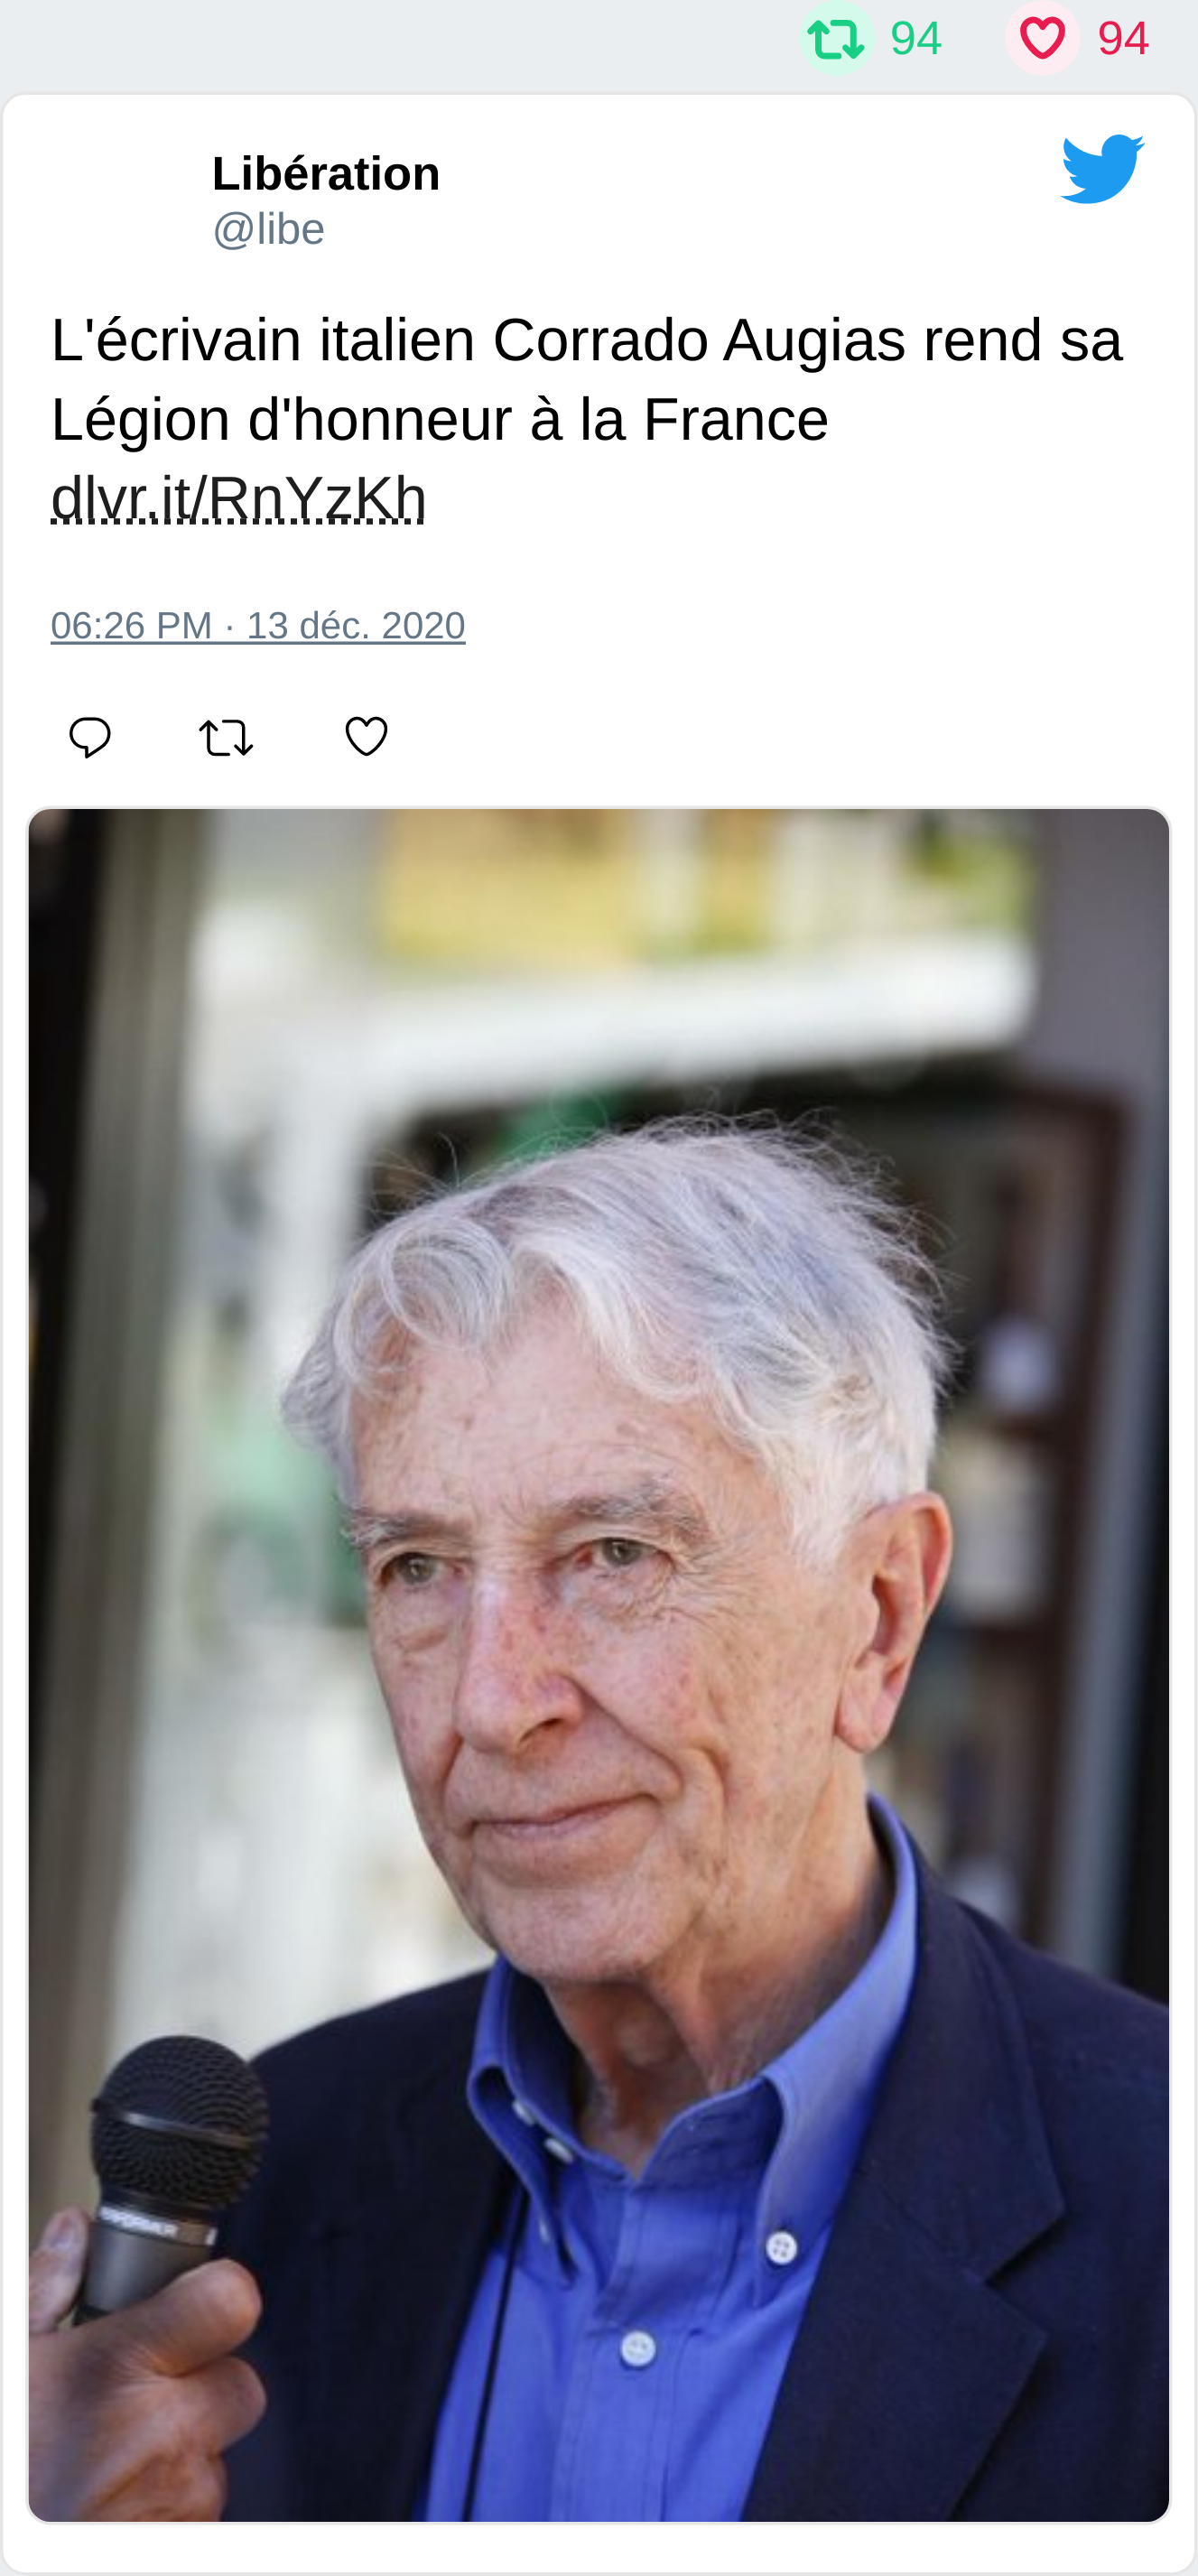 94 94
Libération
@libe
L'écrivain italien Corrado Augias rend sa
Légion d'honneur à la France
dlvr.it/RnYzKh
06:26 PM · 13 déc. 2020